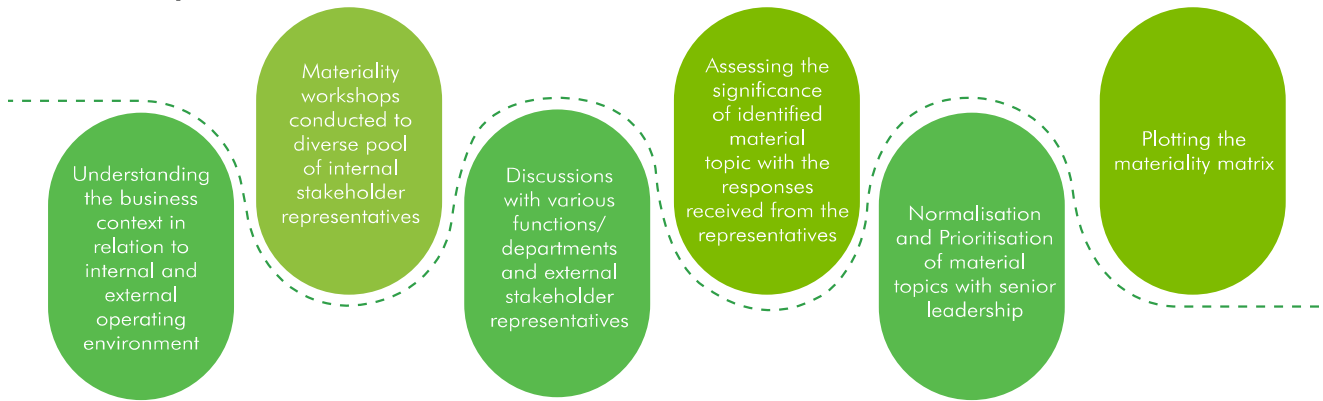 Understanding
the business
context in
relation to
internal and
external
operating
environment
Materiality
workshops
conducted to
diverse pool
of internal
stakeholder
representatives
Discussions
with various
functions/
departments
and external
stakeholder
representatives
Assessing the
significance
of identified
material
topic with the
responses
received from the
representatives
Normalisation
and Prioritisation
of material
topics with senior
leadership
Plotting the
materiality matrix